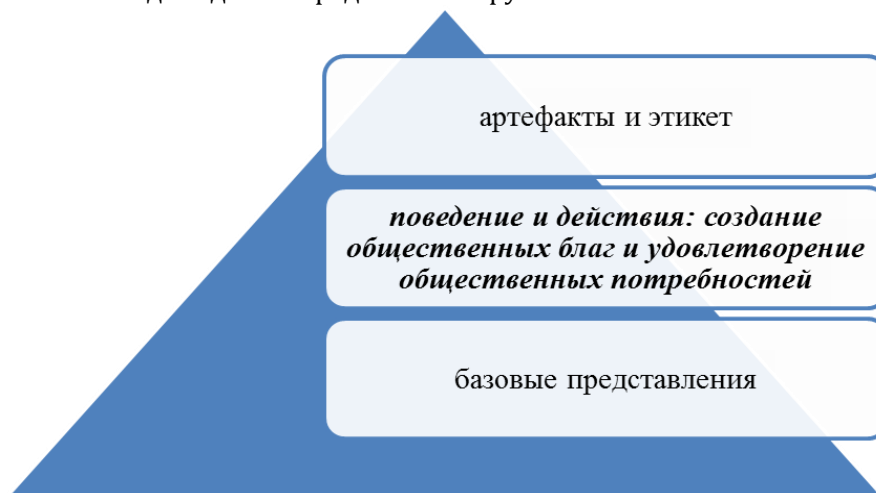 артефакты и этикет
поведение и действия: создание
общественных благ и удовлетворение
общественных потребностей
базовые представления